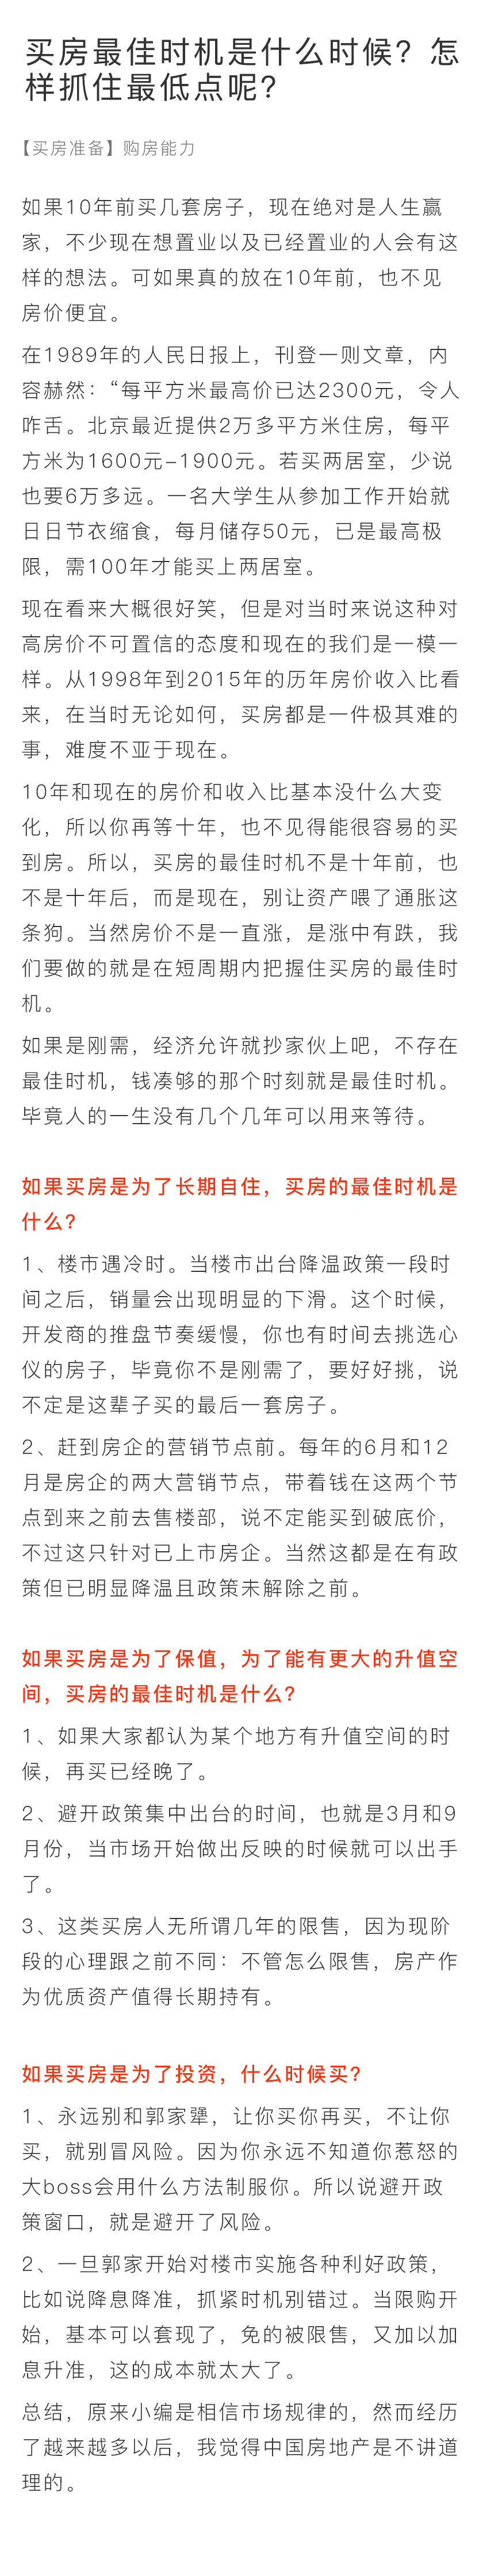 买房最佳时机是什么时候？怎
样抓住最低点呢？
【买房准备】购房能力
如果10年前买几套房子，现在绝对是人生赢
家，不少现在想置业以及已经置业的人会有这
样的想法。可如果真的放在10年前，也不见
房价便宜。
在1989年的人民日报上，刊登一则文章，内
容赫然：“每平方米最高价已达2300元，令人
咋舌。北京最近提供2万多平方米住房，每平
方米为1600元-1900元。若买两居室，少说
也要6万多远。一名大学生从参加工作开始就
日日节衣缩食，每月储存50元，已是最高极
限，需100年才能买上两居室。
现在看来大概很好笑，但是对当时来说这种对
高房价不可置信的态度和现在的我们是一模一
样。从1998年到2015年的历年房价收入比看
来，在当时无论如何，买房都是一件极其难的
事，难度不亚于现在。
10年和现在的房价和收入比基本没什么大变
化，所以你再等十年，也不见得能很容易的买
到房。所以，买房的最佳时机不是十年前，也
不是十年后，而是现在，别让资产喂了通胀这
条狗。当然房价不是一直涨，是涨中有跌，我
们要做的就是在短周期内把握住买房的最佳时
机。
如果是刚需，经济允许就抄家伙上吧，不存在
最佳时机，钱凑够的那个时刻就是最佳时机。
毕竟人的一生没有几个几年可以用来等待。
如果买房是为了长期自住，买房的最佳时机是
什么？
1、楼市遇冷时。当楼市出台降温政策一段时
间之后，销量会出现明显的下滑。这个时候，
开发商的推盘节奏缓慢，你也有时间去挑选心
仪的房子，毕竟你不是刚需了，要好好挑，说
不定是这辈子买的最后一套房子。
2、赶到房企的营销节点前。每年的6月和12
月是房企的两大营销节点，带着钱在这两个节
点到来之前去售楼部，说不定能买到破底价，
不过这只针对已上市房企。当然这都是在有政
策但已明显降温且政策未解除之前。
如果买房是为了保值，为了能有更大的升值空
间，买房的最佳时机是什么？
1、如果大家都认为某个地方有升值空间的时
候，再买已经晚了。
2、避开政策集中出台的时间，也就是3月和9
月份，当市场开始做出反映的时候就可以出手
了。
3、这类买房人无所谓几年的限售，因为现阶
段的心理跟之前不同：不管怎么限售，房产作
为优质资产值得长期持有。
如果买房是为了投资，什么时候买？
1、永远别和郭家犟，让你买你再买，不让你
买，就别冒风险。因为你永远不知道你惹怒的
大boss会用什么方法制服你。所以说避开政
策窗口，就是避开了风险。
2、一旦郭家开始对楼市实施各种利好政策，
比如说降息降准，抓紧时机别错过。当限购开
始，基本可以套现了，免的被限售，又加以加
息升准，这的成本就太大了。
总结，原来小编是相信市场规律的，然而经历
了越来越多以后，我觉得中国房地产是不讲道
理的。